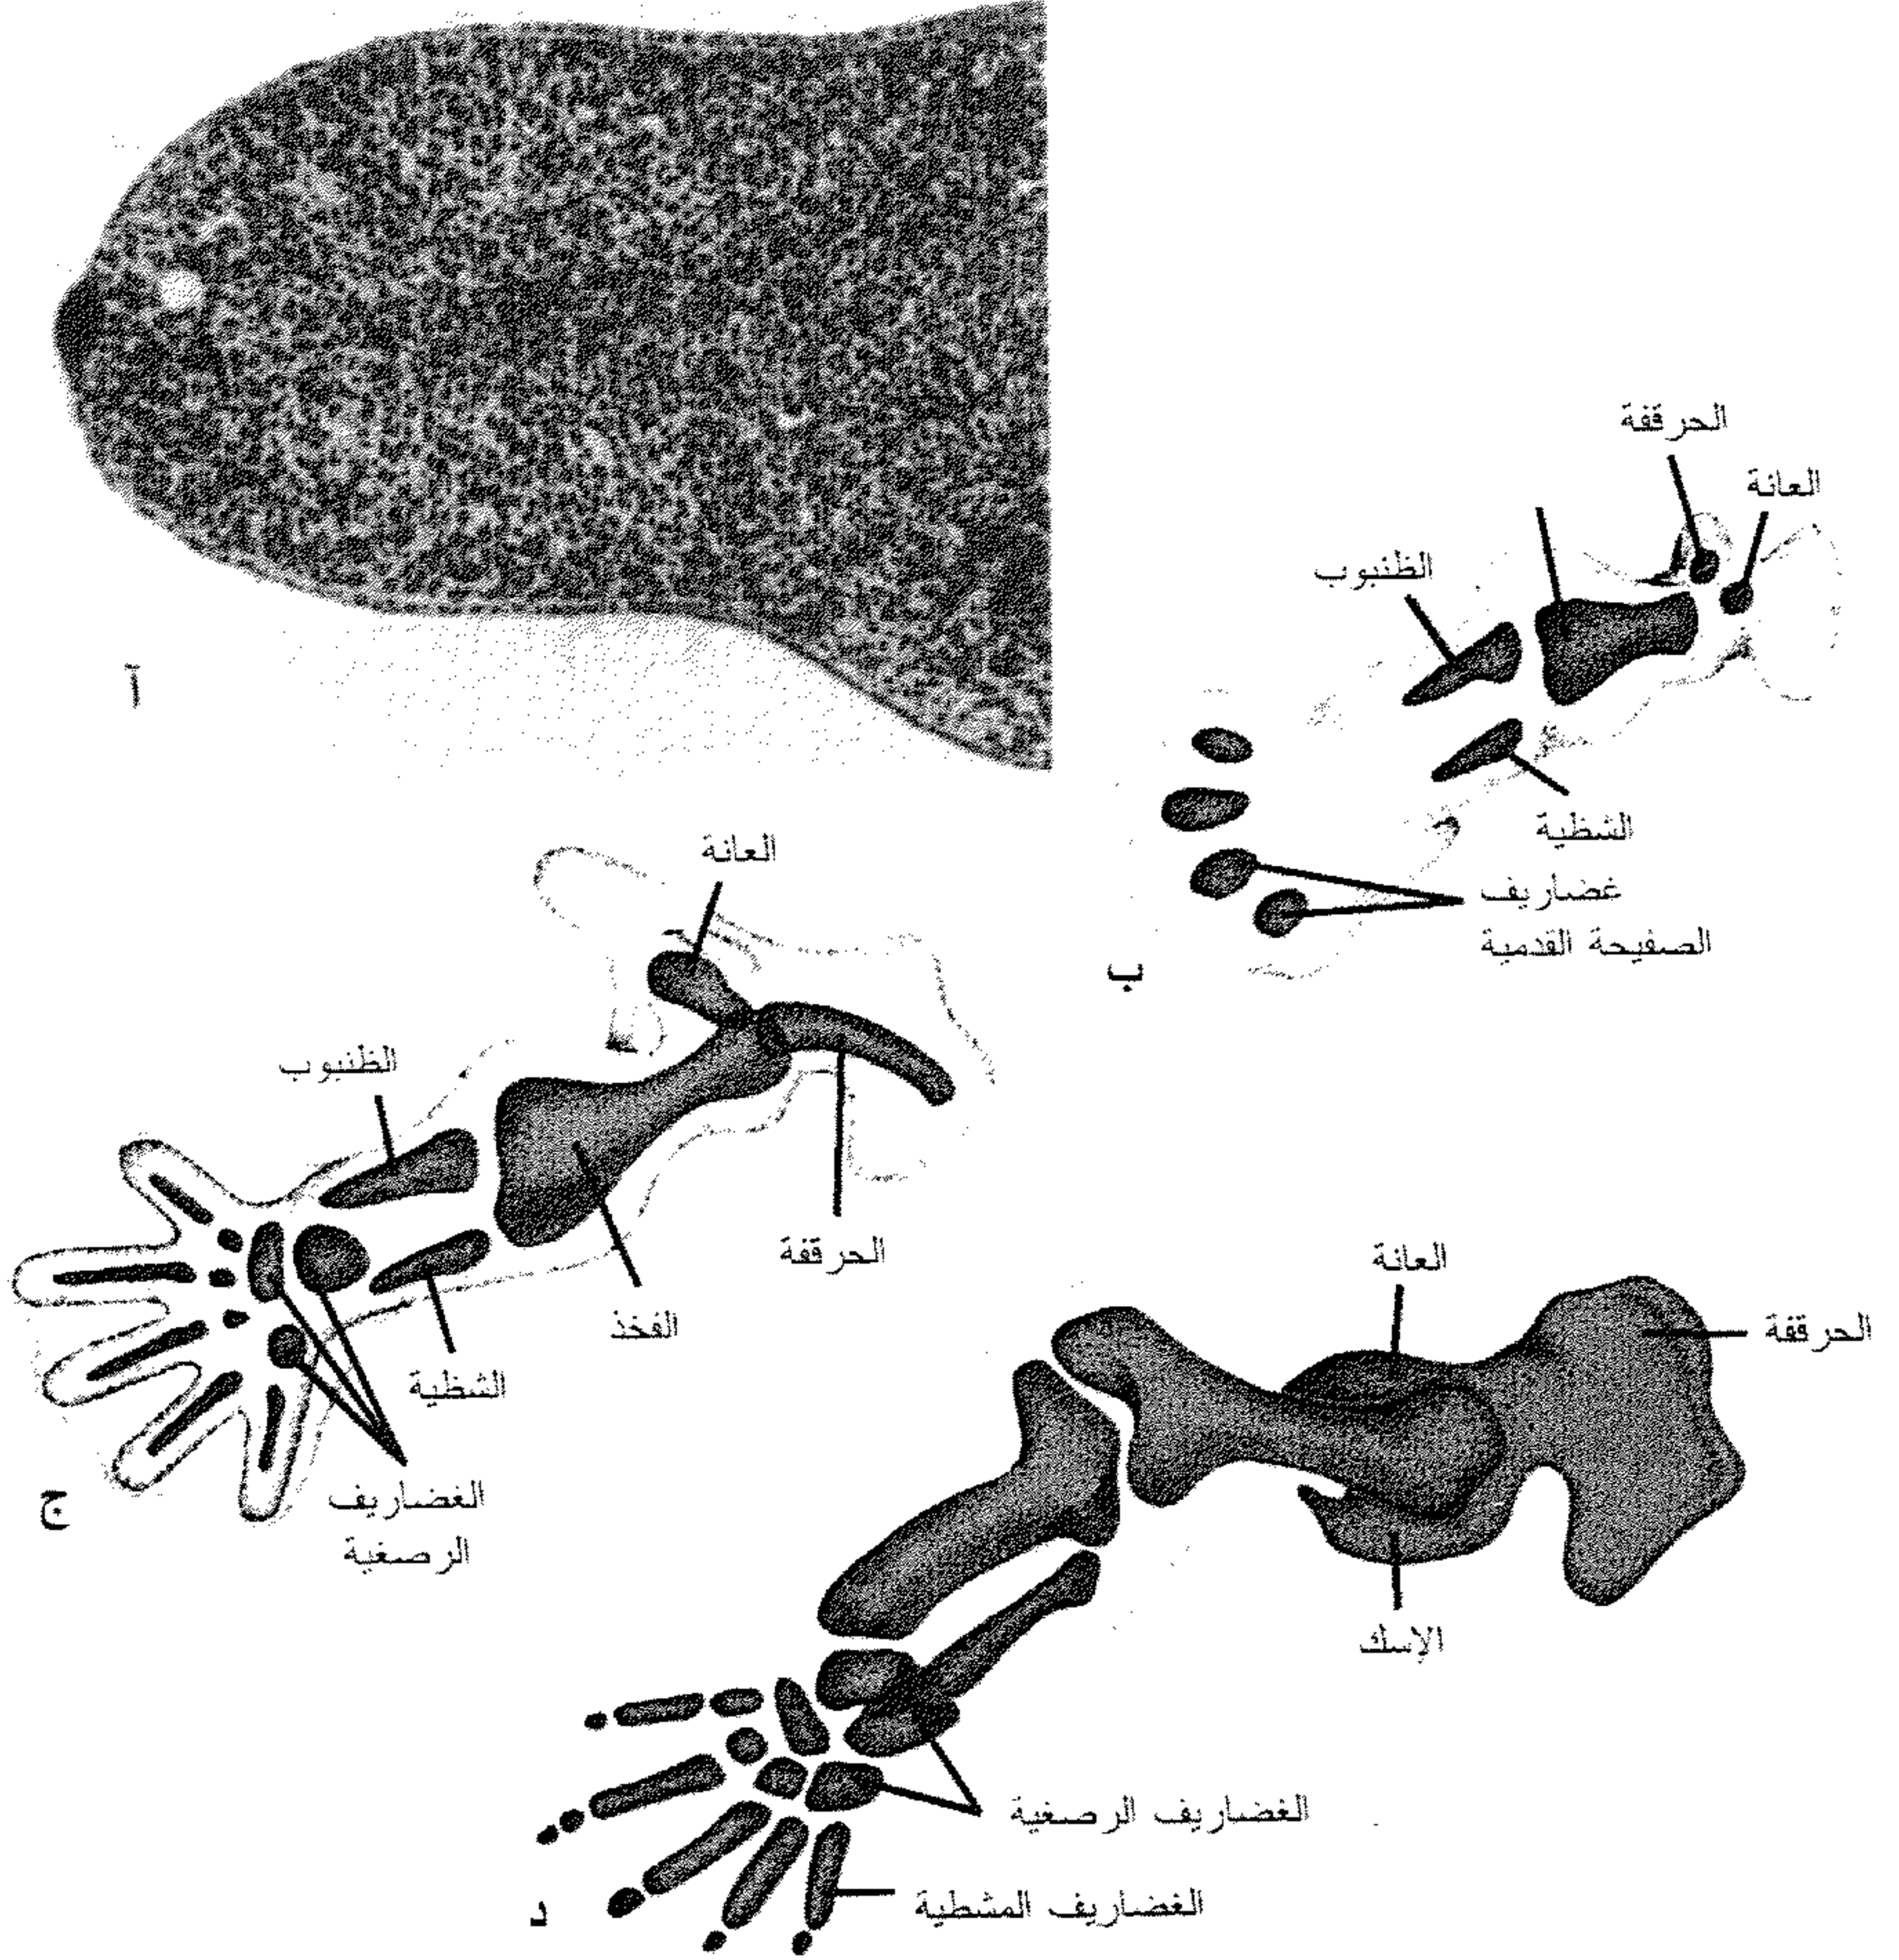 آ
الحرقفة
العانة
الظنبوب
الشظية
غضاريف
الصفيحة القدمية
ب
العانة
الظنبوب
الحرقفة
الفخذ
الشظية
الغضاريف
الرصغية
ج
العانة
الحرقفة
الإسك
الغضاريف الرصغية
الغضاريف المشطية
د